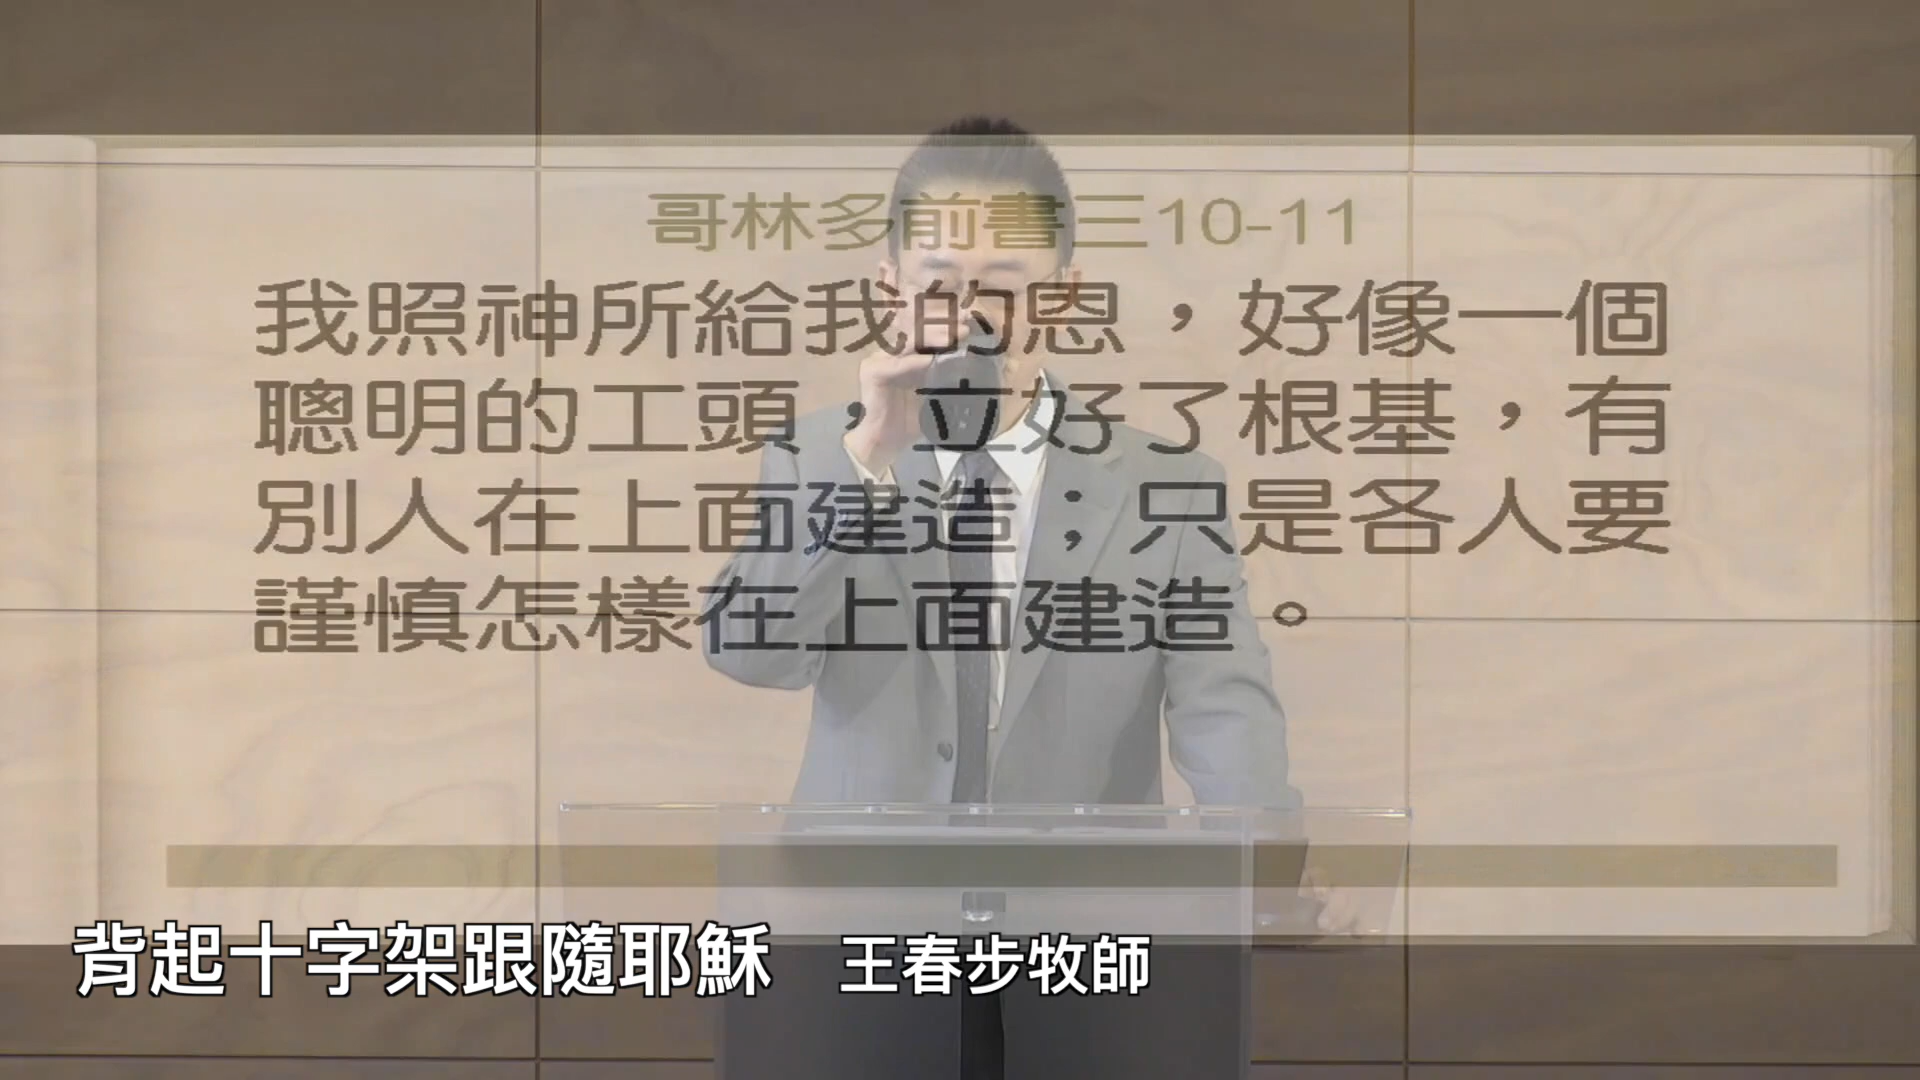 哥林多前書三10-11
我照神所給我的恩，好像一個
聰明的工頭，立好了根基，有
別人在上面建造；只是各人要
謹慎怎樣在上面建造。
背起十字架跟隨耶穌　王春步牧師